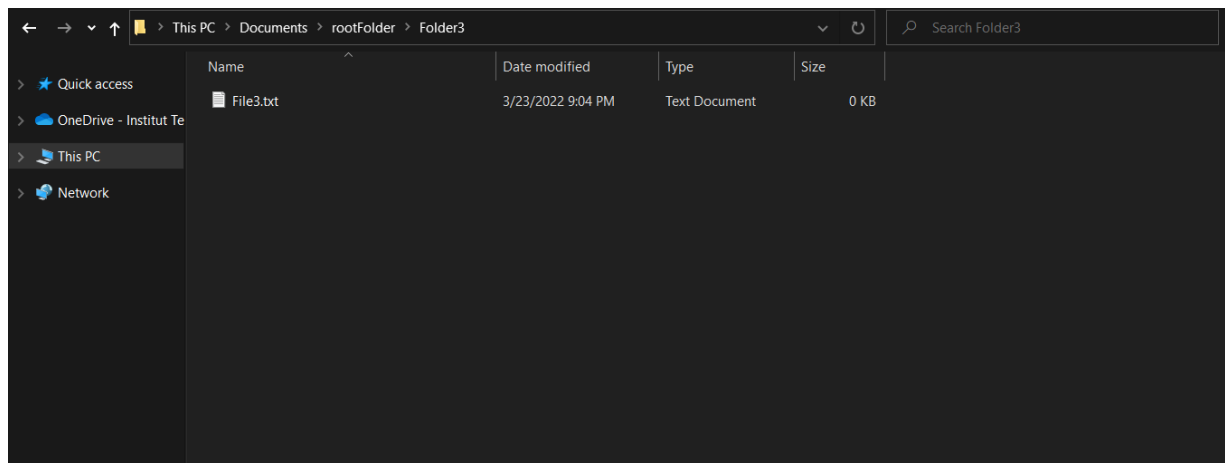 This PC > Documents > rootFolder > Folder3
Search Folder3
Name Date modified Type Size
Quick access
File3.txt 3/23/2022 9:04 PM Text Document 0 KB
OneDrive - Institut Te
This PC
Network